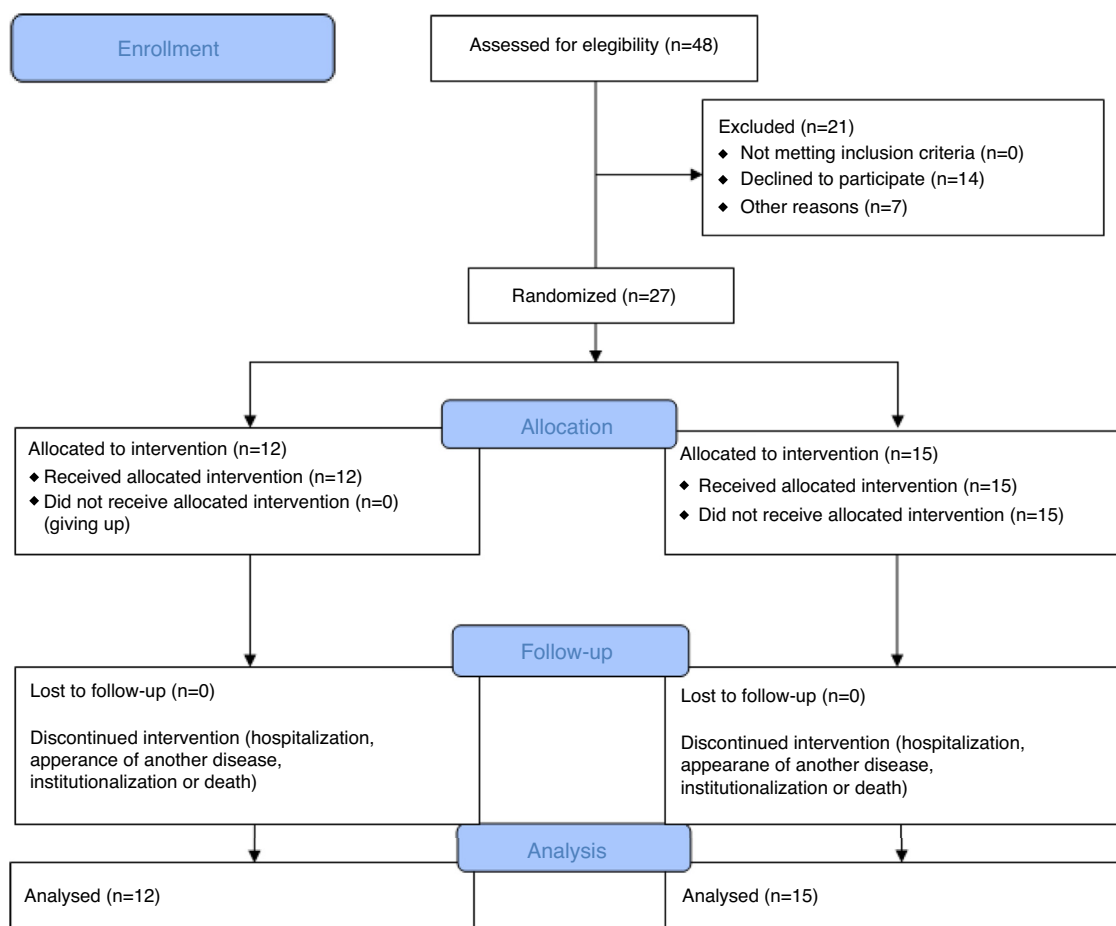 Enrollment
Assessed for elegibility (n=48)
Excluded (n=21)
◆ Not metting inclusion criteria (n=0)
◆ Declined to participate (n=14)
◆ Other reasons (n=7)
Randomized (n=27)
Allocation
Allocated to intervention (n=12)
◆ Received allocated intervention (n=12)
◆ Did not receive allocated intervention (n=0)
(giving up)
Allocated to intervention (n=15)
◆ Received allocated intervention (n=15)
◆ Did not receive allocated intervention (n=15)
Follow-up
Lost to follow-up (n=0)
Discontinued intervention (hospitalization,
apperance of another disease,
institutionalization or death)
Lost to follow-up (n=0)
Discontinued intervention (hospitalization,
appearane of another disease,
institutionalization or death)
Analysis
Analysed (n=12)
Analysed (n=15)